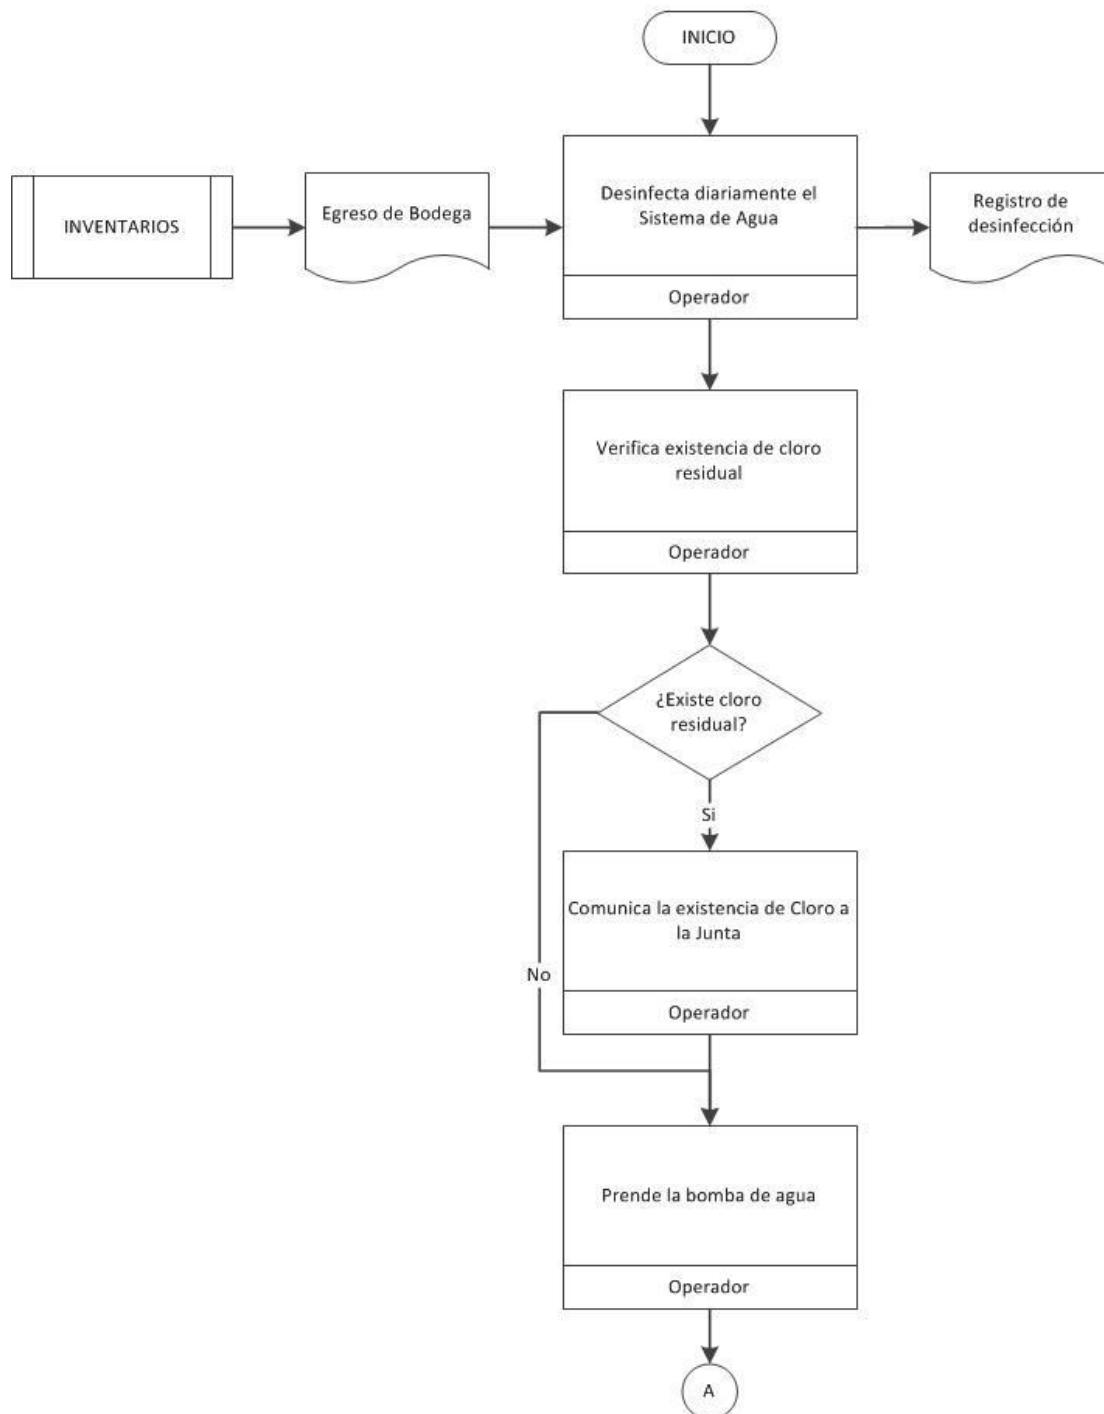 INICIO
INVENTARIOS
Egreso de Bodega
Desinfecta diariamente el
Sistema de Agua
Operador
Registro de
desinfección
Verifica existencia de cloro
residual
Operador
¿Existe cloro
residual?
Si
Comunica la existencia de Cloro a
la Junta
No
Operador
Prende la bomba de agua
Operador
A